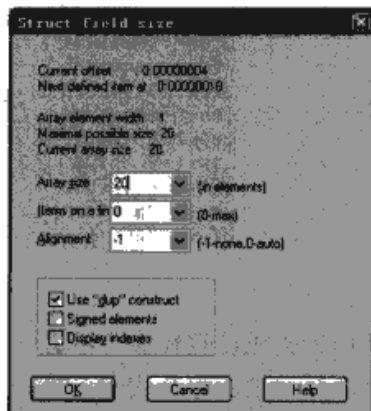 Struct field size
Current offset : 0:00000004
Next defined item at : 0:00000018
Array element width : 1
Maximal possible size: 20
Current array size : 20
Array size 20 (in elements)
Items on a lin 0 (0-max)
Alignment -1 (-1-none,0-auto)
Use "dup" construct
Signed elements
Display indexes
OK Cancel Help